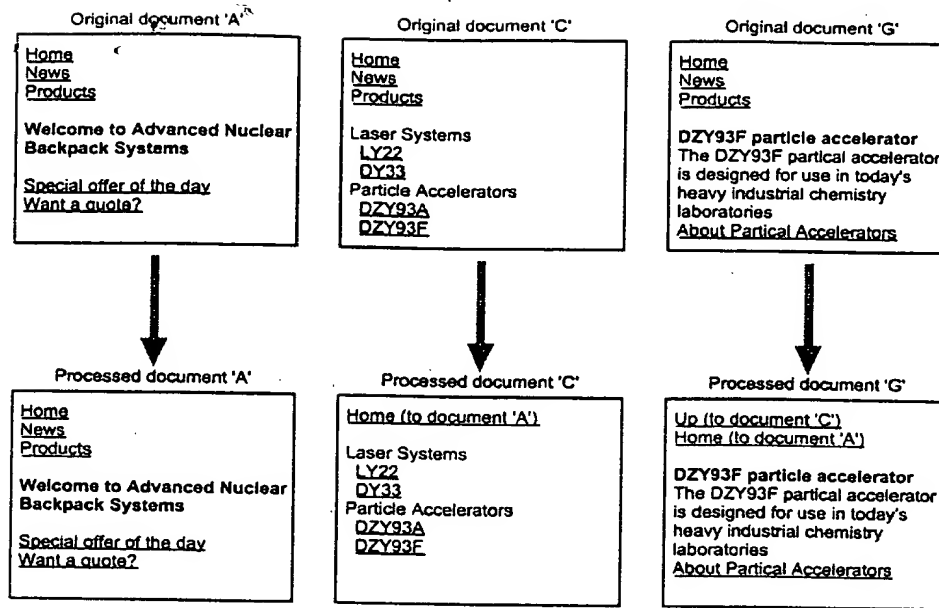 Original document 'A'
Home
News
Products
Welcome to Advanced Nuclear
Backpack Systems
Special offer of the day
Want a quote?
Original document 'C'
Home
News
Products
Laser Systems
LY22
DY33
Particle Accelerators
DZY93A
DZY93F
Original document 'G'
Home
News
Products
DZY93F particle accelerator
The DZY93F partical accelerator
is designed for use in today's
heavy industrial chemistry
laboratories
About Partical Accelerators
Processed document 'A'
Home
News
Products
Welcome to Advanced Nuclear
Backpack Systems
Special offer of the day
Want a quote?
Processed document 'C'
Home (to document 'A')
Laser Systems
LY22
DY33
Particle Accelerators
DZY93A
DZY93F
Processed document 'G'
Up (to document 'C')
Home (to document 'A')
DZY93F particle accelerator
The DZY93F partical accelerator
is designed for use in today's
heavy industrial chemistry
laboratories
About Partical Accelerators